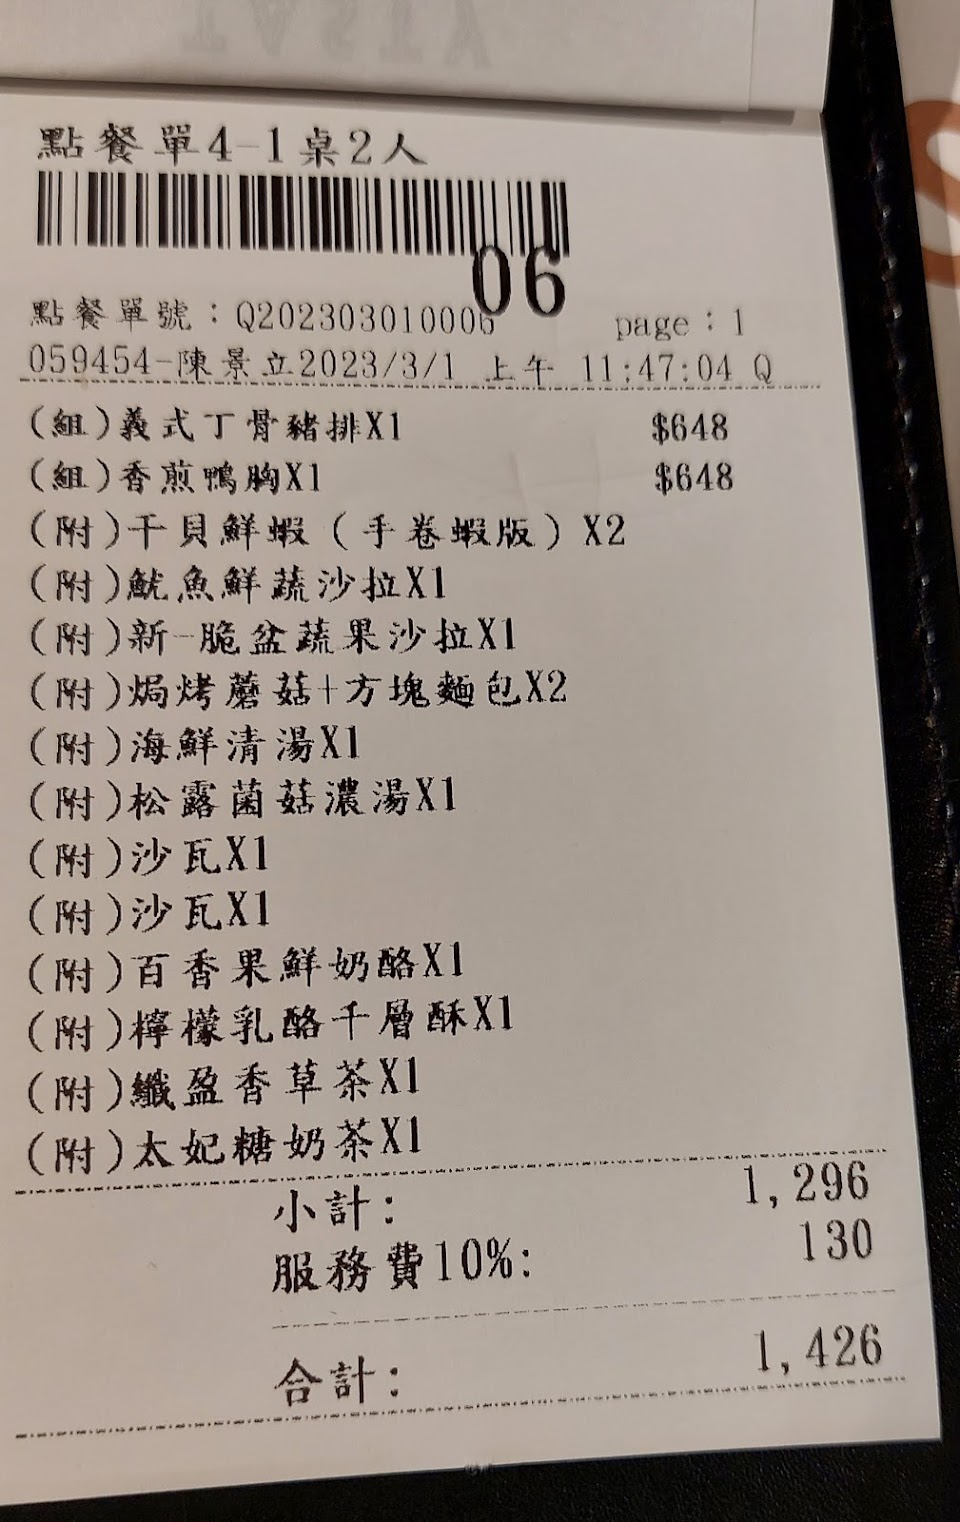 TASTY
點餐單4-1桌2人
06
點餐單號：Q202303010006 page：1
059454-陳景立2023/3/1 上午 11:47:04 Q
(組)義式丁骨豬排X1 $648
(組)香煎鴨胸X1 $648
(附)干貝鮮蝦（手卷蝦版）X2
(附)魷魚鮮蔬沙拉X1
(附)新-脆盆蔬果沙拉X1
(附)焗烤蘑菇+方塊麵包X2
(附)海鮮清湯X1
(附)松露菌菇濃湯X1
(附)沙瓦X1
(附)沙瓦X1
(附)百香果鮮奶酪X1
(附)檸檬乳酪千層酥X1
(附)纖盈香草茶X1
(附)太妃糖奶茶X1
小計: 1,296
服務費10%: 130
合計: 1,426